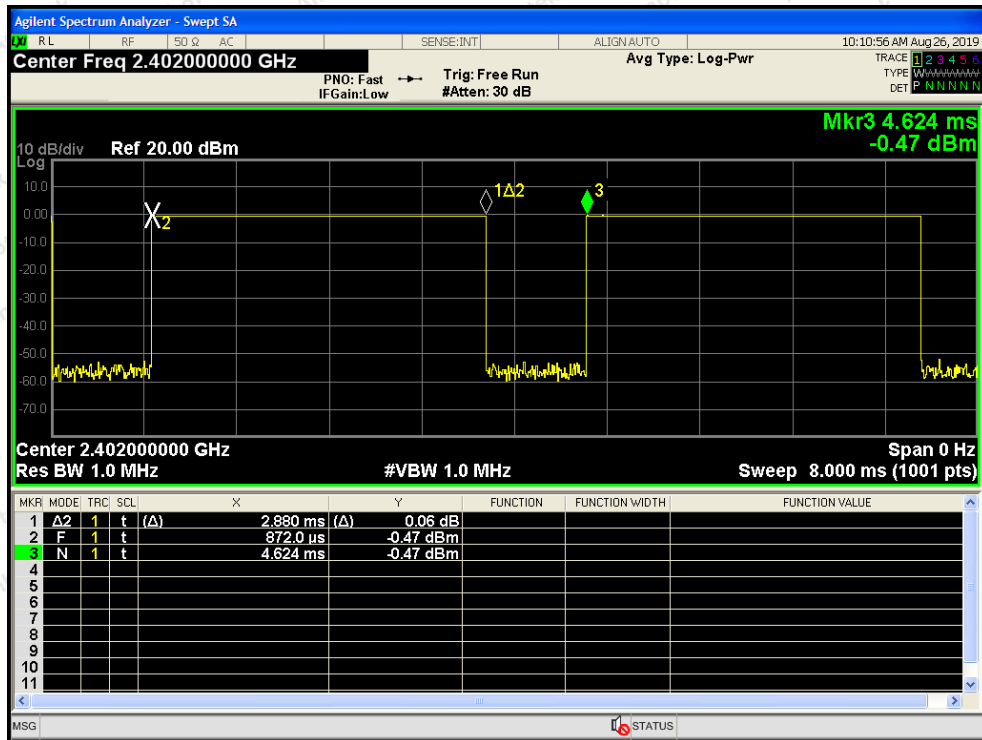 Agilent Spectrum Analyzer - Swept SA
LXI RL RF 50 Ω AC SENSE:INT ALIGN AUTO 10:10:56 AM Aug 26, 2019
Center Freq 2.402000000 GHz Avg Type: Log-Pwr TRACE 1 2 3 4 5 6
PNO: Fast Trig: Free Run TYPE WWWWWW
IFGain:Low #Atten: 30 dB DET P N N N N N
Mkr3 4.624 ms
10 dB/div Ref 20.00 dBm -0.47 dBm
Log
10.0
1Δ2 3
0.00
2
-10.0
-20.0
-30.0
-40.0
-50.0
-60.0
-70.0
Center 2.402000000 GHz Span 0 Hz
Res BW 1.0 MHz #VBW 1.0 MHz Sweep 8.000 ms (1001 pts)
MKR MODE TRC SCL X Y FUNCTION FUNCTION WIDTH FUNCTION VALUE
1 Δ2 1 t (Δ) 2.880 ms (Δ) 0.06 dB
2 F 1 t 872.0 µs -0.47 dBm
3 N 1 t 4.624 ms -0.47 dBm
4
5
6
7
8
9
10
11
MSG STATUS